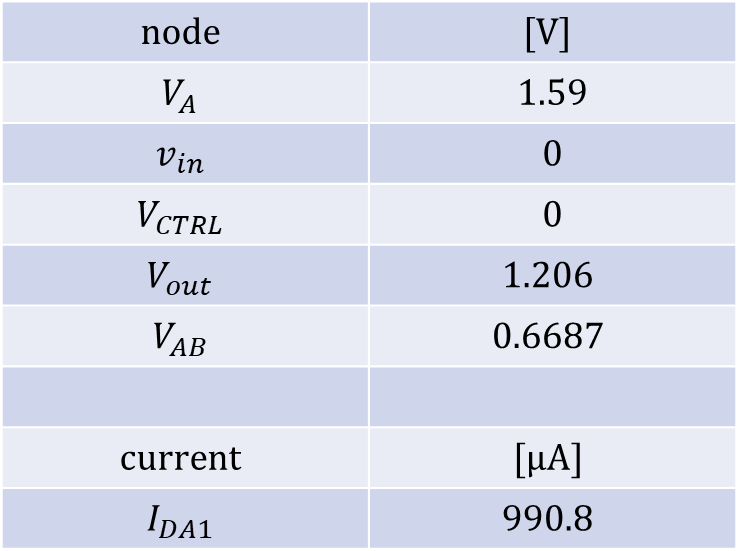 node [V]
V_A 1.59
v_in 0
V_CTRL 0
V_out 1.206
V_AB 0.6687
current [μA]
I_DA1 990.8